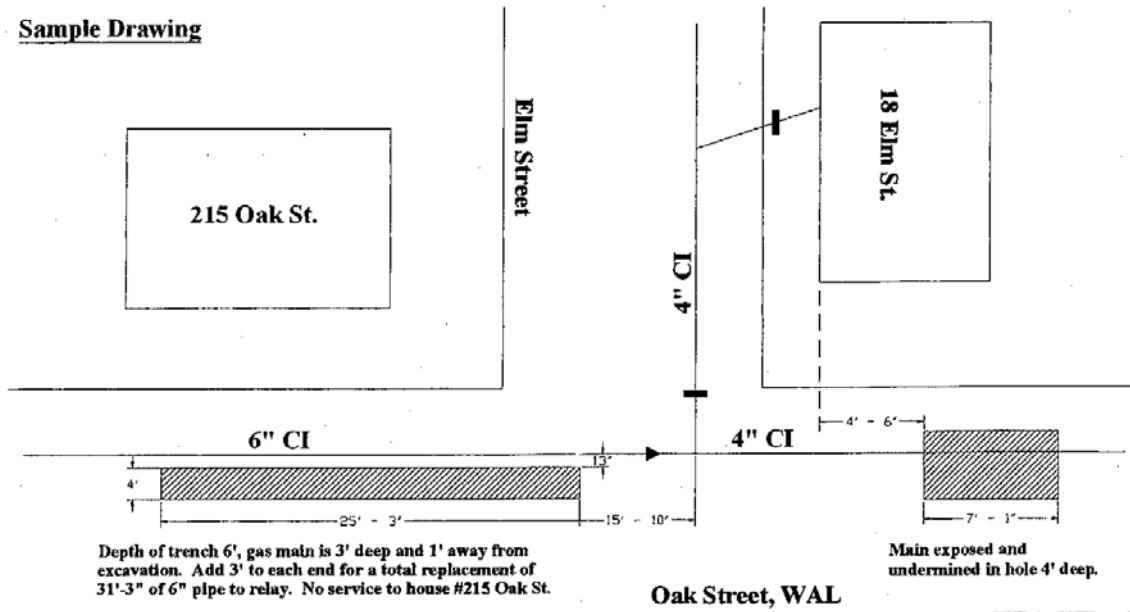 Sample Drawing
Elm Street
18 Elm St.
215 Oak St.
4" CI
4' - 6"
6" CI
4" CI
13"
4'
25' - 3"
15' - 10"
7' - 1"
Depth of trench 6', gas main is 3' deep and 1' away from
excavation. Add 3' to each end for a total replacement of
31'-3" of 6" pipe to relay. No service to house #215 Oak St.
Main exposed and
undermined in hole 4' deep.
Oak Street, WAL